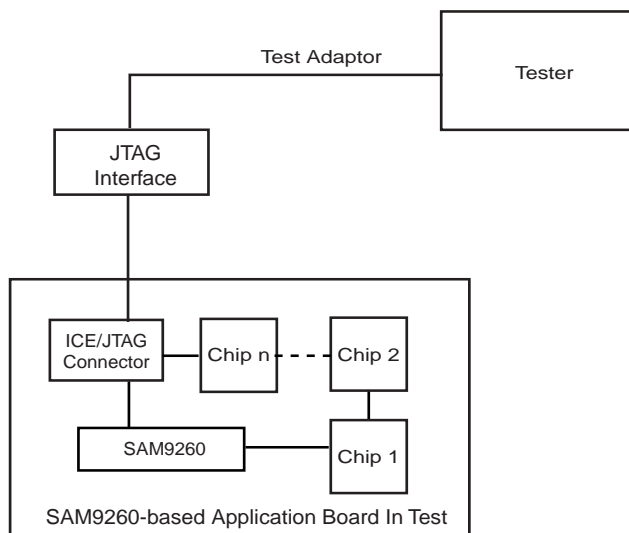 Test Adaptor
Tester
JTAG
Interface
ICE/JTAG
Connector
Chip n
Chip 2
SAM9260
Chip 1
SAM9260-based Application Board In Test